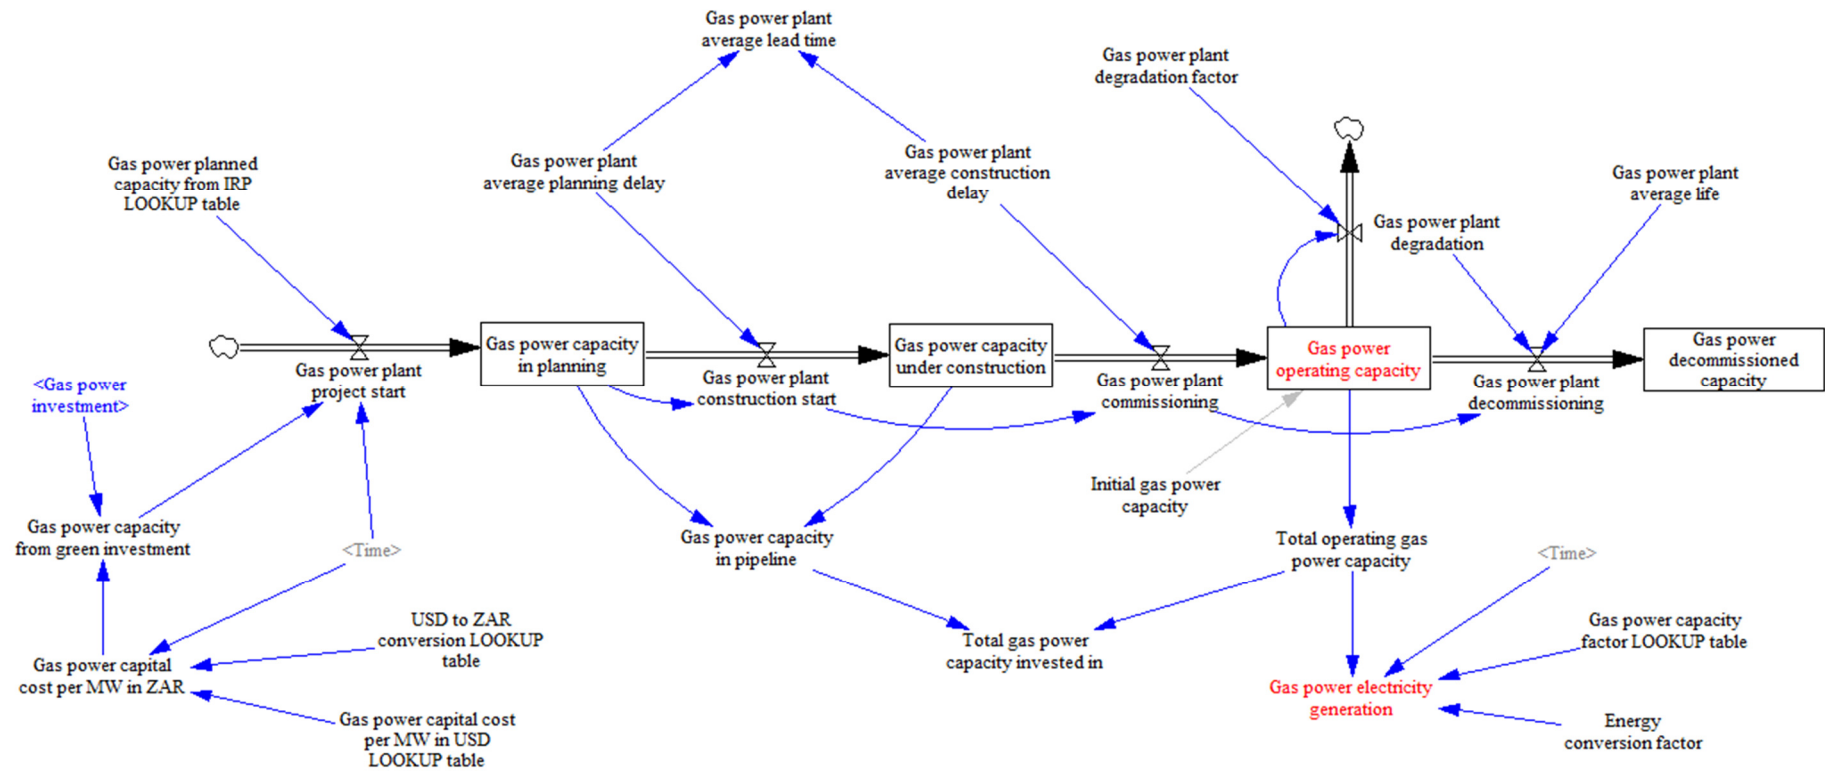 Gas power plant
average lead time
Gas power plant
degradation factor
Gas power planned
capacity from IRP
LOOKUP table
Gas power plant
average planning delay
Gas power plant
average construction
delay
Gas power plant
average life
Gas power plant
degradation
Gas power plant
project start
Gas power capacity
in planning
Gas power plant
construction start
Gas power capacity
under construction
Gas power plant
commissioning
Gas power
operating capacity
Gas power plant
decommissioning
Gas power
decommissioned
capacity
<Gas power
investment>
Initial gas power
capacity
Gas power capacity
from green investment
<Time>
Gas power capacity
in pipeline
Total operating gas
power capacity
<Time>
USD to ZAR
conversion LOOKUP
table
Gas power capital
cost per MW in ZAR
Total gas power
capacity invested in
Gas power capacity
factor LOOKUP table
Gas power electricity
generation
Gas power capital cost
per MW in USD
LOOKUP table
Energy
conversion factor